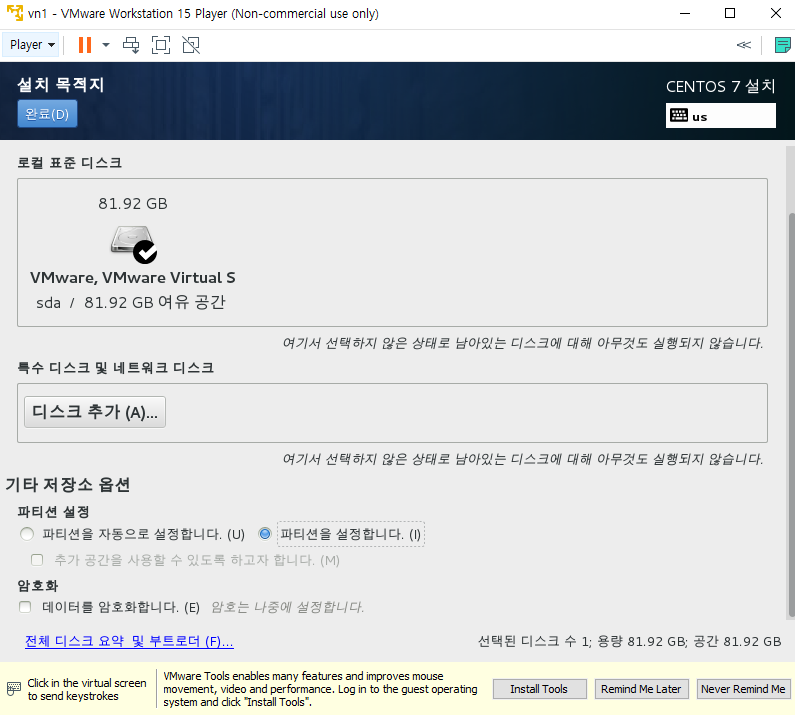 vn1 - VMware Workstation 15 Player (Non-commercial use only)
Player
설치 목적지
CENTOS 7 설치
완료(D)
us
로컬 표준 디스크
81.92 GB
VMware, VMware Virtual S
sda / 81.92 GB 여유 공간
여기서 선택하지 않은 상태로 남아있는 디스크에 대해 아무것도 실행되지 않습니다.
특수 디스크 및 네트워크 디스크
디스크 추가 (A)...
여기서 선택하지 않은 상태로 남아있는 디스크에 대해 아무것도 실행되지 않습니다.
기타 저장소 옵션
파티션 설정
파티션을 자동으로 설정합니다. (U) 파티션을 설정합니다. (I)
추가 공간을 사용할 수 있도록 하고자 합니다. (M)
암호화
데이터를 암호화합니다. (E) 암호는 나중에 설정합니다.
전체 디스크 요약 및 부트로더 (F)... 선택된 디스크 수 1; 용량 81.92 GB; 공간 81.92 GB
Click in the virtual screen
to send keystrokes
VMware Tools enables many features and improves mouse
movement, video and performance. Log in to the guest operating
system and click "Install Tools".
Install Tools
Remind Me Later
Never Remind Me